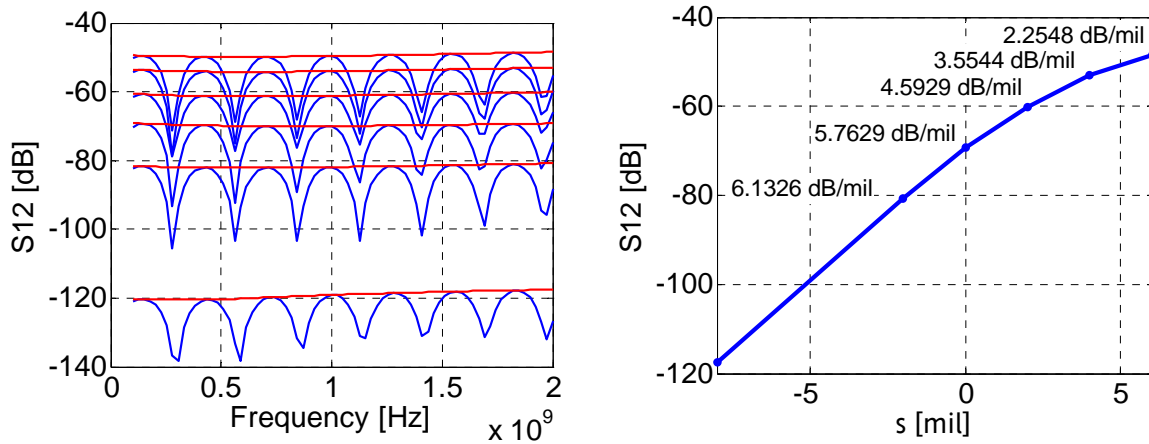 -40
-60
-80
-100
-120
-140
S12 [dB]
0
0.5
1
1.5
2
Frequency [Hz]
x 10^9
-40
-60
-80
-100
-120
S12 [dB]
2.2548 dB/mil
3.5544 dB/mil
4.5929 dB/mil
5.7629 dB/mil
6.1326 dB/mil
-5
0
5
s [mil]